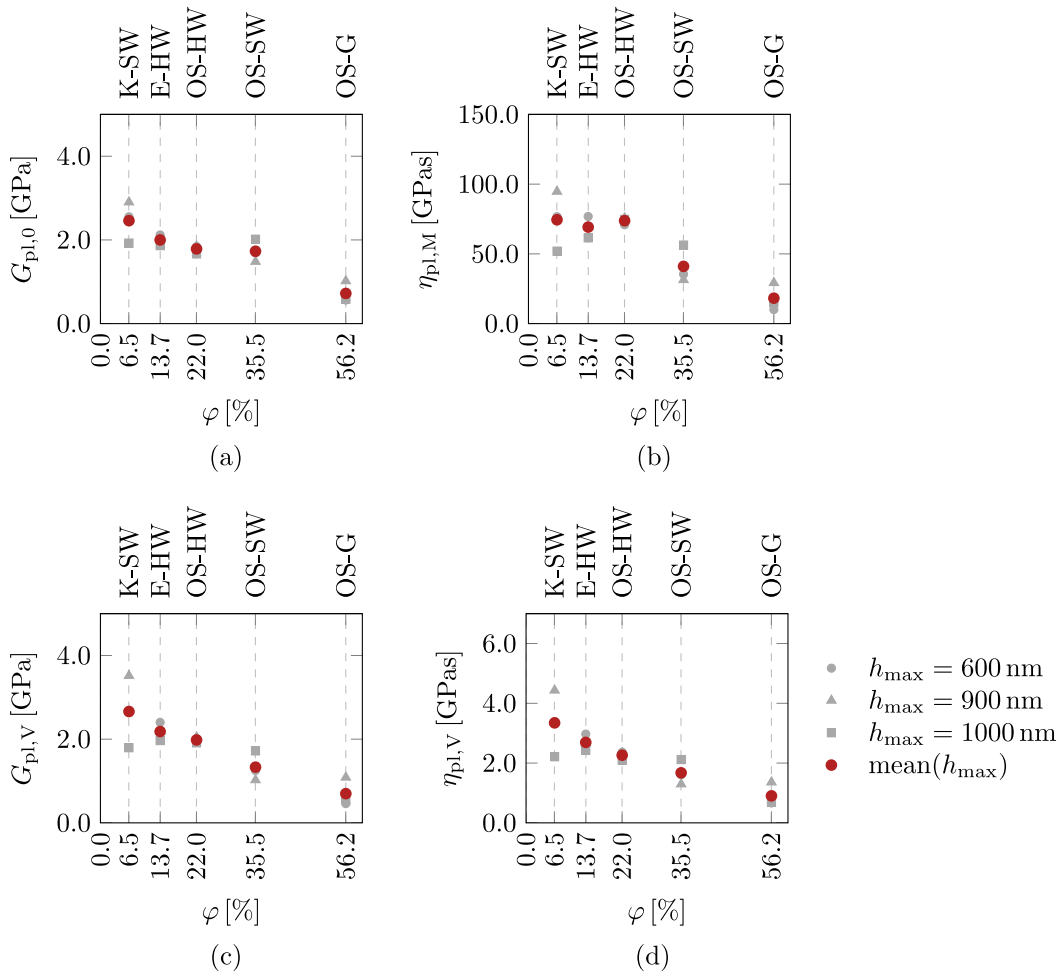 K-SW E-HW OS-HW OS-SW OS-G
4.0
2.0
0.0
G_pl,0 [GPa]
0.0 6.5 13.7 22.0 35.5 56.2
φ [%]
(a)
K-SW E-HW OS-HW OS-SW OS-G
150.0
100.0
50.0
0.0
η_pl,M [GPas]
0.0 6.5 13.7 22.0 35.5 56.2
φ [%]
(b)
K-SW E-HW OS-HW OS-SW OS-G
4.0
2.0
0.0
G_pl,V [GPa]
0.0 6.5 13.7 22.0 35.5 56.2
φ [%]
(c)
K-SW E-HW OS-HW OS-SW OS-G
6.0
4.0
2.0
0.0
η_pl,V [GPas]
0.0 6.5 13.7 22.0 35.5 56.2
φ [%]
(d)
h_max = 600 nm
h_max = 900 nm
h_max = 1000 nm
mean(h_max)